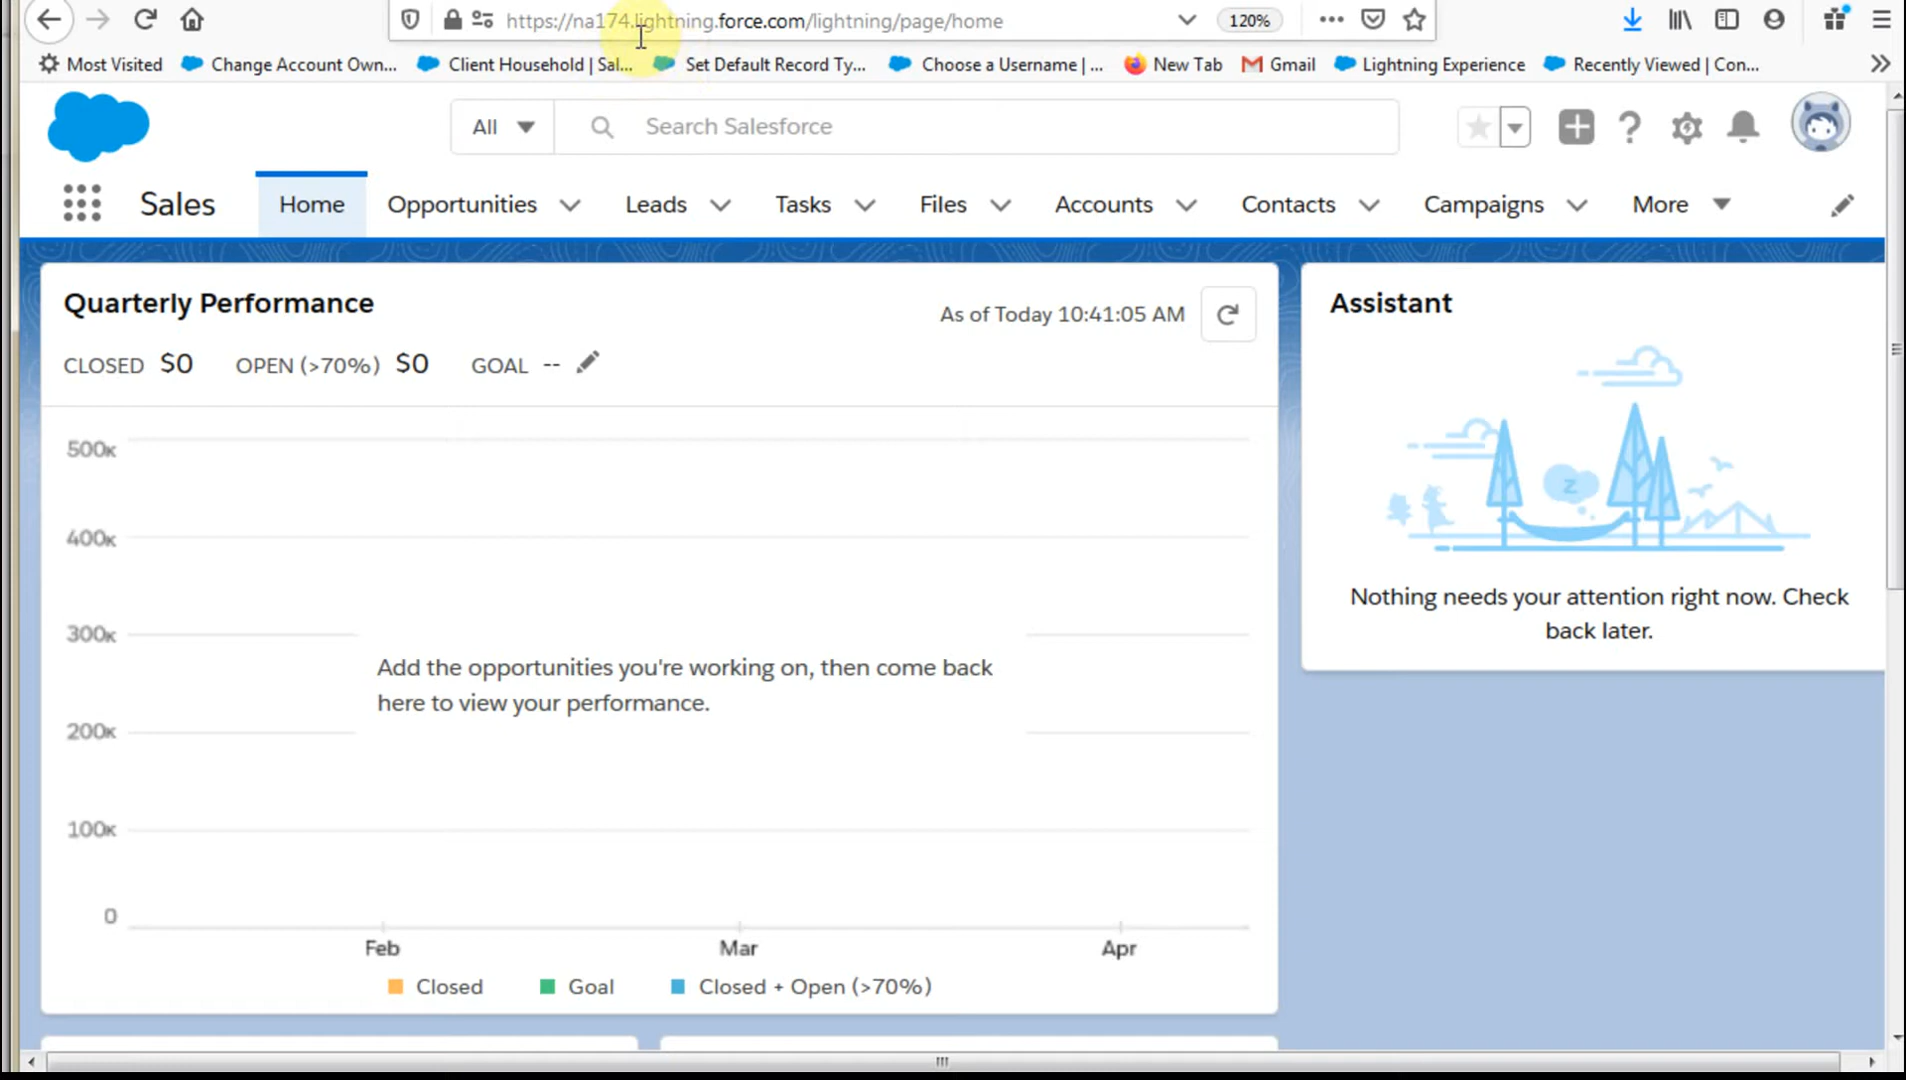 https://na174.lightning.force.com/lightning/page/home
120%
Most Visited
Change Account Own...
Client Household | Sal...
Set Default Record Ty...
Choose a Username | ...
New Tab
Gmail
Lightning Experience
Recently Viewed | Con...
All
Search Salesforce
Sales
Home
Opportunities
Leads
Tasks
Files
Accounts
Contacts
Campaigns
More
Quarterly Performance
As of Today 10:41:05 AM
CLOSED $0 OPEN (>70%) $0 GOAL --
500K
400K
300K
200K
100K
0
Add the opportunities you're working on, then come back
here to view your performance.
Feb
Mar
Apr
Closed
Goal
Closed + Open (>70%)
Assistant
z
Nothing needs your attention right now. Check
back later.